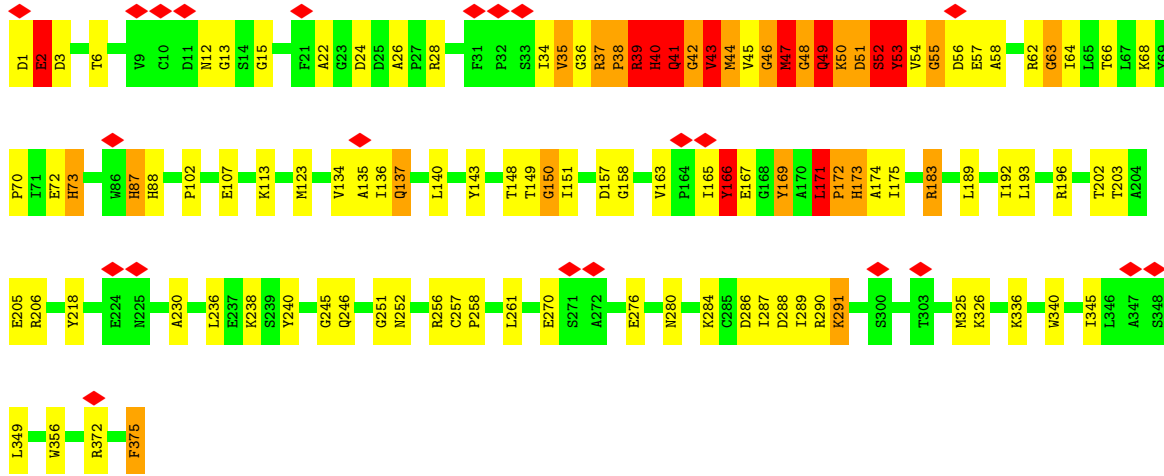 D1 E2 D3 T6 V9 C10 D11 N12 G13 S14 G15 F21 A22 G23 D24 D25 A26 P27 R28 F31 P32 S33 I34 V35 G36 R37 P38 R39 H40 Q41 G42 V43 M44 V45 G46 M47 G48 Q49 K50 D51 S52 Y53 V54 G55 D56 E57 A58 R62 G63 I64 L65 T66 L67 K68 Y69
P70 I71 E72 H73 W86 H87 H88 P102 E107 K113 M123 V134 A135 I136 Q137 L140 Y143 T148 T149 G150 I151 D157 G158 V163 P164 I165 Y166 E167 G168 Y169 A170 L171 P172 H173 A174 I175 R183 L189 I192 L193 R196 T202 T203 A204
E205 R206 Y218 E224 N225 A230 L236 E237 K238 S239 Y240 G245 Q246 G251 N252 R256 C257 P258 L261 E270 S271 A272 E276 N280 K284 C285 D286 I287 D288 I289 R290 K291 S300 T303 M325 K326 K336 W340 I345 L346 A347 S348
L349 W356 R372 F375